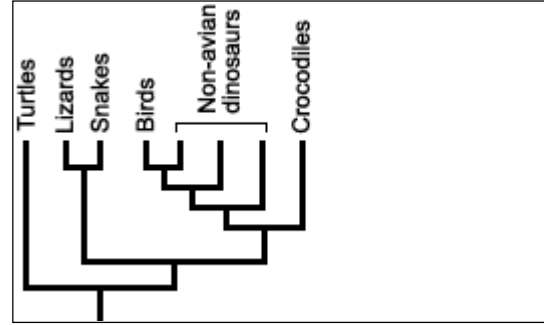 Turtles
Lizards
Snakes
Birds
Non-avian
dinosaurs
Crocodiles